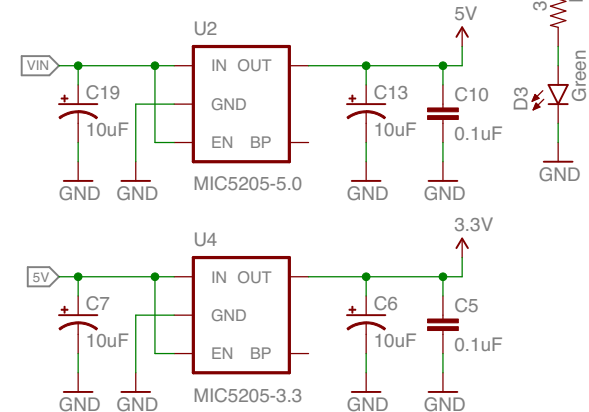 5V
3
U2
VIN
IN OUT
GND
EN BP
MIC5205-5.0
C19
10uF
GND
GND
C13
10uF
GND
C10
0.1uF
GND
D3
Green
GND
3.3V
U4
5V
IN OUT
GND
EN BP
MIC5205-3.3
C7
10uF
GND
GND
C6
10uF
GND
C5
0.1uF
GND